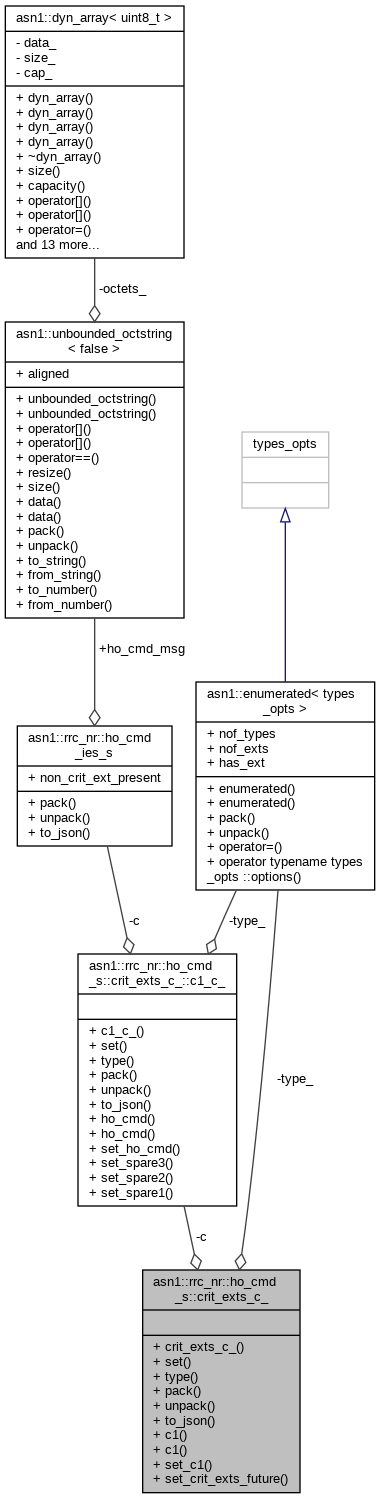 asn1::dyn_array< uint8_t >
- data_
- size_
- cap_
+ dyn_array()
+ dyn_array()
+ dyn_array()
+ dyn_array()
+ ~dyn_array()
+ size()
+ capacity()
+ operator[]()
+ operator[]()
+ operator=()
and 13 more...
-octets_
asn1::unbounded_octstring
< false >
+ aligned
+ unbounded_octstring()
+ unbounded_octstring()
+ operator[]()
+ operator[]()
+ operator==()
+ resize()
+ size()
+ data()
+ data()
+ pack()
+ unpack()
+ to_string()
+ from_string()
+ to_number()
+ from_number()
types_opts
+ho_cmd_msg
asn1::rrc_nr::ho_cmd
_ies_s
+ non_crit_ext_present
+ pack()
+ unpack()
+ to_json()
asn1::enumerated< types
_opts >
+ nof_types
+ nof_exts
+ has_ext
+ enumerated()
+ enumerated()
+ pack()
+ unpack()
+ operator=()
+ operator typename types
_opts ::options()
-c
-type_
asn1::rrc_nr::ho_cmd
_s::crit_exts_c_::c1_c_
+ c1_c_()
+ set()
+ type()
+ pack()
+ unpack()
+ to_json()
+ ho_cmd()
+ ho_cmd()
+ set_ho_cmd()
+ set_spare3()
+ set_spare2()
+ set_spare1()
-type_
-c
asn1::rrc_nr::ho_cmd
_s::crit_exts_c_
+ crit_exts_c_()
+ set()
+ type()
+ pack()
+ unpack()
+ to_json()
+ c1()
+ c1()
+ set_c1()
+ set_crit_exts_future()